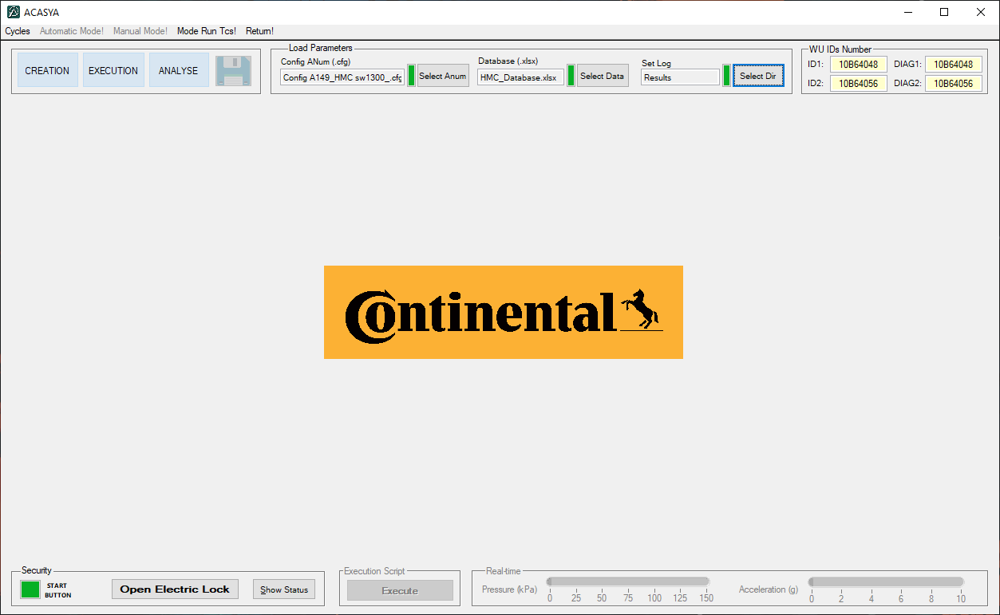 ACASYA
Cycles Automatic Mode! Manual Mode! Mode Run Tcs! Return!
CREATION EXECUTION ANALYSE
Load Parameters
Config ANum (.cfg)
Config A149_HMC sw1300_.cfg
Select Anum
Database (.xlsx)
HMC_Database.xlsx
Select Data
Set Log
Results
Select Dir
WU IDs Number
ID1: 10B64048 DIAG1: 10B64048
ID2: 10B64056 DIAG2: 10B64056
Continental
Security
START
BUTTON
Open Electric Lock
Show Status
Execution Script
Execute
Real-time
Pressure (kPa)
0 25 50 75 100 125 150
Acceleration (g)
0 2 4 6 8 10